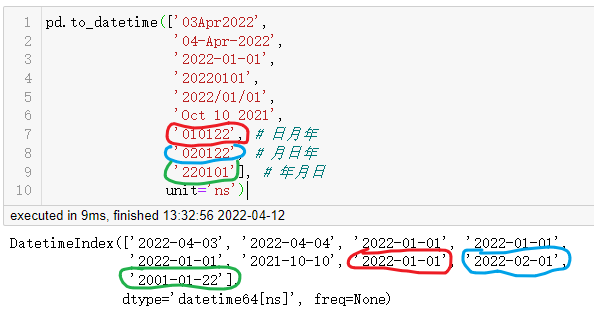 1 pd.to_datetime(['03Apr2022',
2 '04-Apr-2022',
3 '2022-01-01',
4 '20220101',
5 '2022/01/01',
6 'Oct 10 2021',
7 '010122', # 日月年
8 '020122', # 月日年
9 '220101'], # 年月日
10 unit='ns')
executed in 9ms, finished 13:32:56 2022-04-12
DatetimeIndex(['2022-04-03', '2022-04-04', '2022-01-01', '2022-01-01',
'2022-01-01', '2021-10-10', '2022-01-01', '2022-02-01',
'2001-01-22'],
dtype='datetime64[ns]', freq=None)